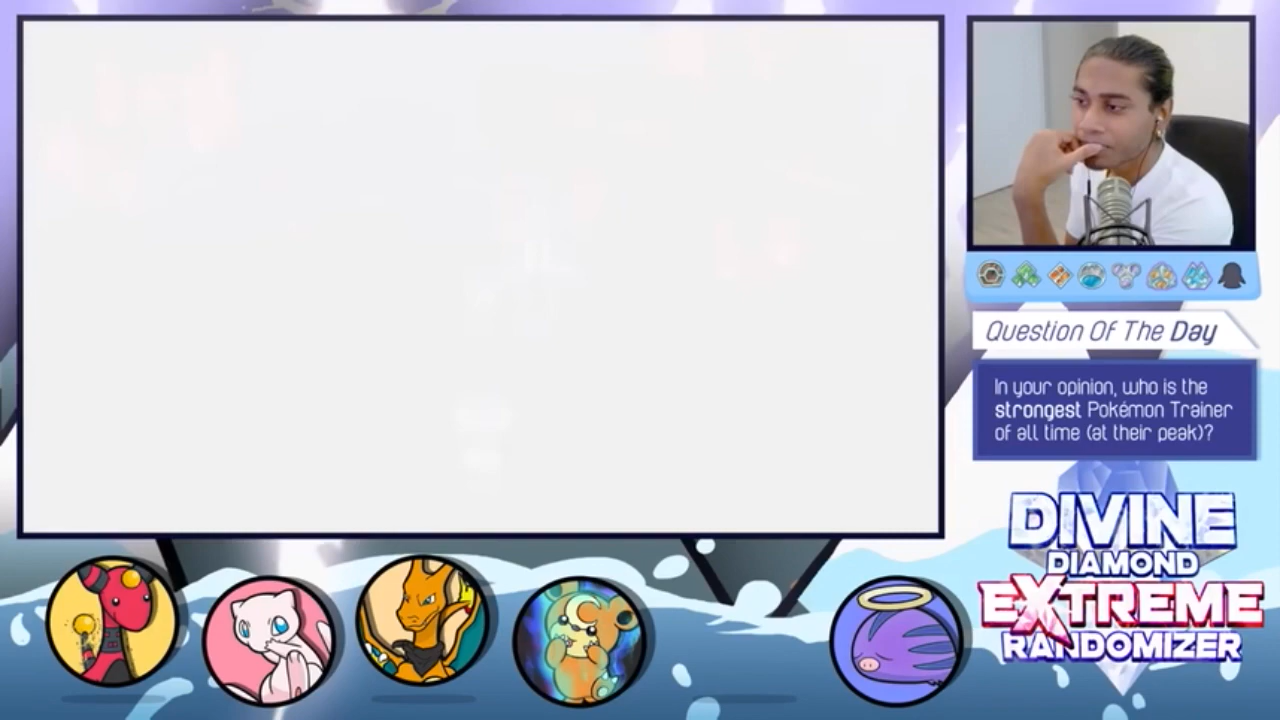 Question Of The Day
In your opinion, who is the
strongest Pokémon Trainer
of all time (at their peak)?
DIVINE
DIAMOND
EXTREME
RANDOMIZER